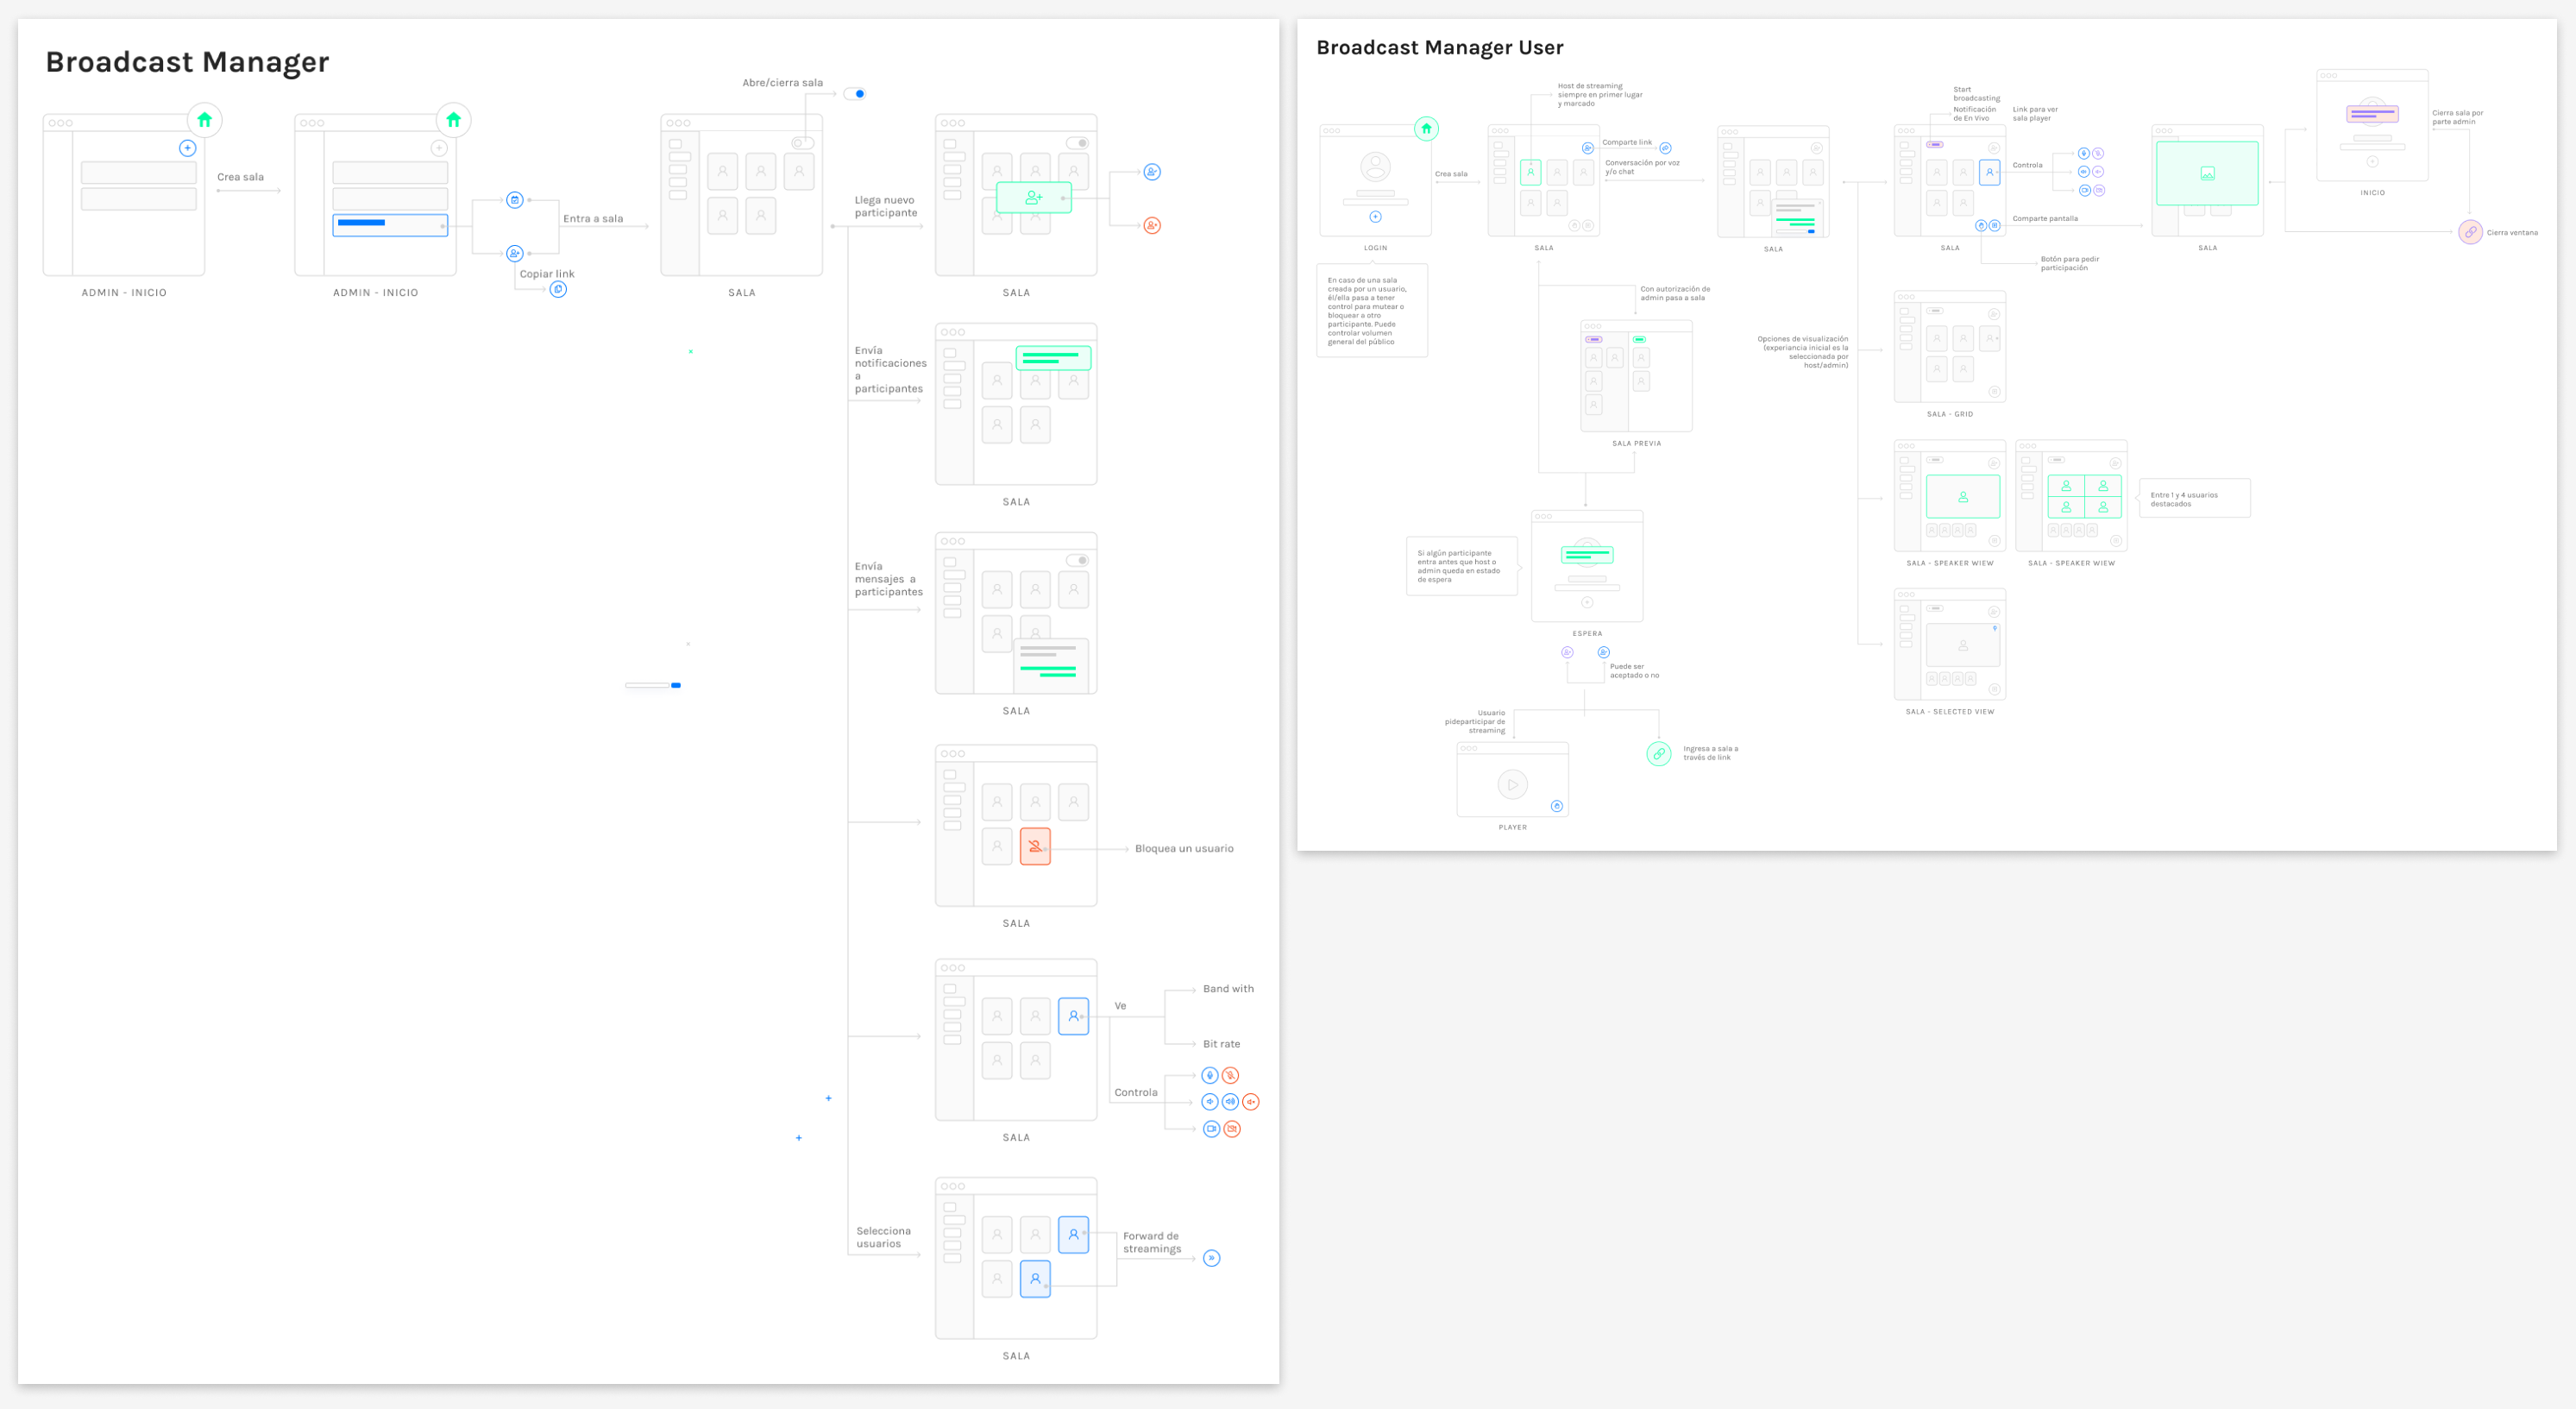 Broadcast Manager
Abre/cierra sala
Crea sala
Entra a sala
Copiar link
ADMIN - INICIO
ADMIN - INICIO
SALA
Llega nuevo
participante
SALA
Envía
notificaciones
a
participantes
SALA
Envía
mensajes a
participantes
SALA
Bloquea un usuario
SALA
Ve
Band with
Bit rate
Controla
SALA
Selecciona
usuarios
Forward de
streamings
SALA
Broadcast Manager User
Host de streaming
siempre en primer lugar
y marcado
Crea sala
Comparte link
Conversación por voz
y/o chat
LOGIN
SALA
SALA
En caso de una sala
creada por un usuario,
él/ella pasa a tener
control para mutear o
bloquear a otro
participante. Puede
controlar volumen
general del público
Start
broadcasting
Notificación
de En Vivo
Link para ver
sala player
Controla
Comparte pantalla
Botón para pedir
participación
SALA
SALA
INICIO
Cierra sala por
parte admin
Cierra ventana
Con autorización de
admin pasa a sala
SALA PREVIA
Opciones de visualización
(experiancia inicial es la
seleccionada por
host/admin)
SALA - GRID
SALA - SPEAKER WIEW
SALA - SPEAKER WIEW
Entre 1 y 4 usuarios
destacados
SALA - SELECTED VIEW
Si algún participante
entra antes que host o
admin queda en estado
de espera
ESPERA
Puede ser
aceptado o no
Usuario
pideparticipar de
streaming
Ingresa a sala a
través de link
PLAYER